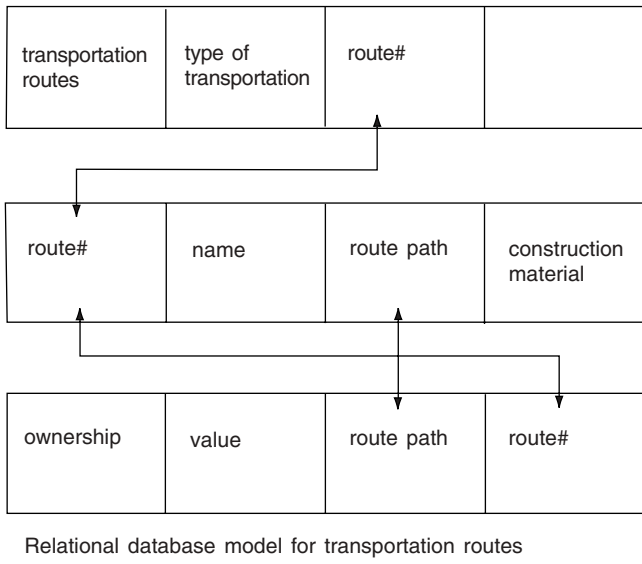 transportation
routes
type of
transportation
route#
route#
name
route path
construction
material
ownership
value
route path
route#
Relational database model for transportation routes